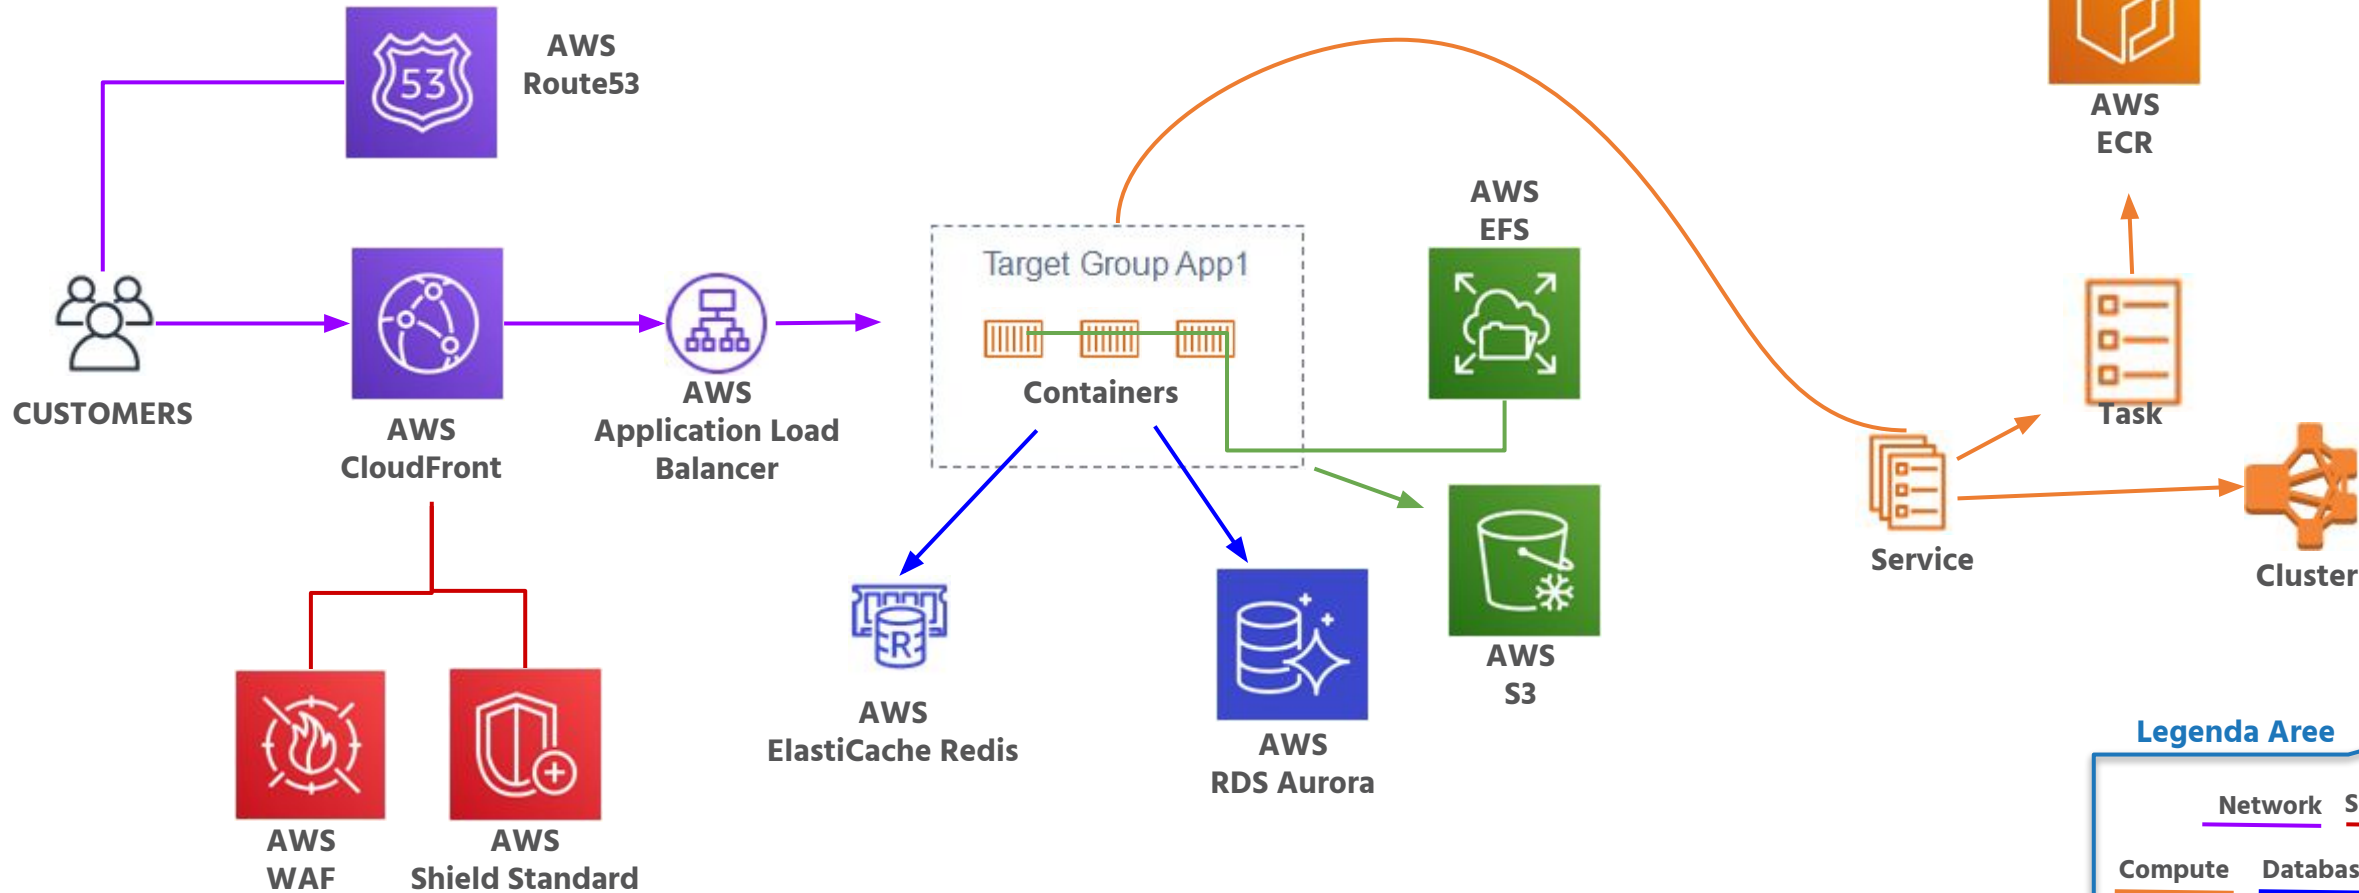 AWS
Route53
53
AWS
ECR
AWS
EFS
Target Group App1
Containers
CUSTOMERS
AWS
CloudFront
AWS
Application Load
Balancer
Task
Service
Cluster
R
AWS
ElastiCache Redis
AWS
RDS Aurora
AWS
S3
AWS
WAF
AWS
Shield Standard
Legenda Aree
Network
Compute